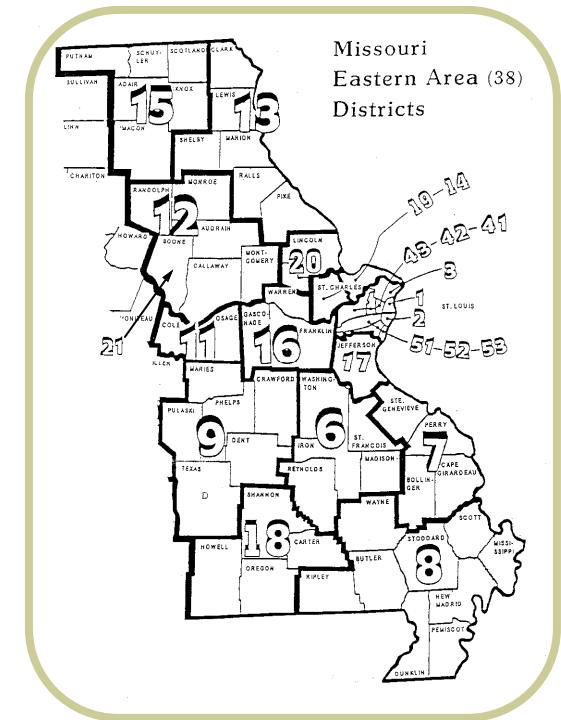 Missouri
Eastern Area (38)
Districts
PUTNAM
SCHUY-
LER
SCOTLAND
CLARK
SULLIVAN
ADAIR
KNOX
LEWIS
15
13
LINN
MACON
SHELBY
MARION
CHARITON
RANDOLPH
MONROE
RALLS
PIKE
12
19-14
HOWARD
BOONE
AUDRAIN
43-42-41
MONT-
GOMERY
LINCOLN
20
CALLAWAY
3
WARREN
ST. CHARLES
1
ST. LOUIS
2
COLE
OSAGE
GASCO-
NADE
FRANKLIN
51-52-53
21
11
16
JEFFERSON
17
MARIES
CRAWFORD
WASHING-
TON
STE.
GENEVIEVE
PULASKI
PHELPS
9
6
PERRY
DENT
IRON
ST.
FRANCOIS
7
TEXAS
REYNOLDS
MADISON
CAPE
GIRARDEAU
BOLLIN-
GER
D
SHANNON
WAYNE
SCOTT
18
HOWELL
CARTER
STODDARD
MISSI-
SSIPPI
OREGON
BUTLER
8
RIPLEY
NEW
MADRID
PEMISCOT
DUNKLIN